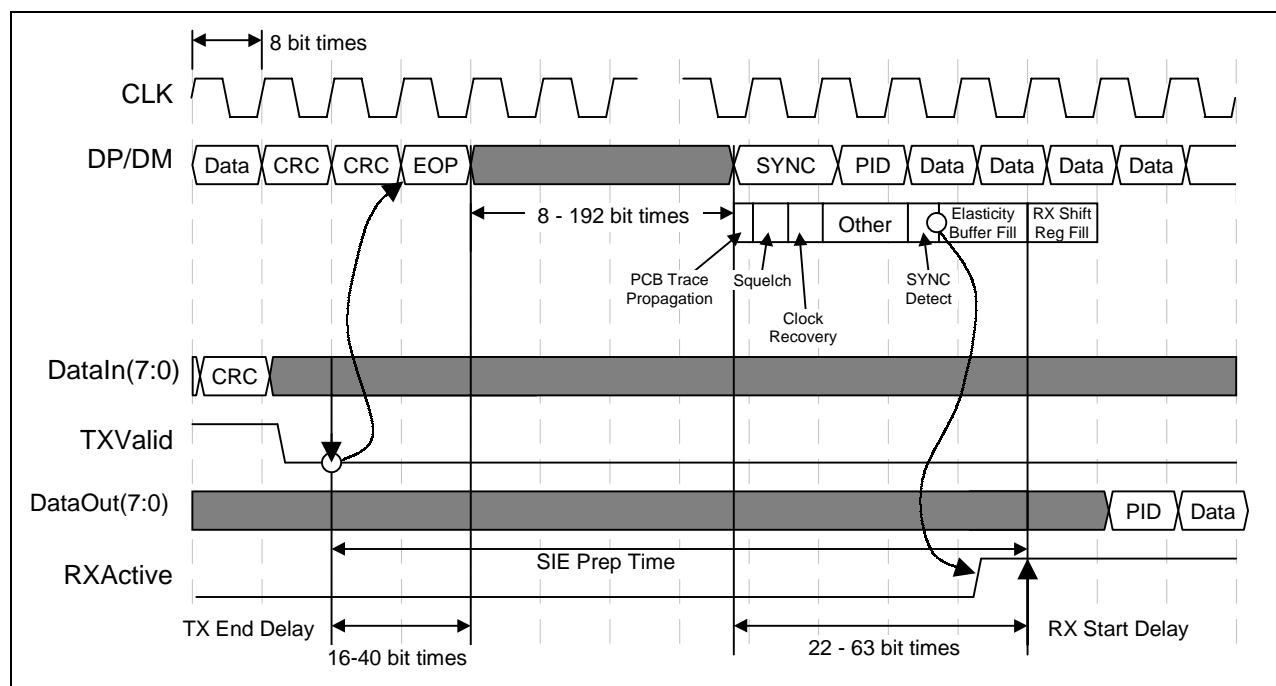 8 bit times
CLK
DP/DM
Data
CRC
CRC
EOP
SYNC
PID
Data
Data
Data
Data
8 - 192 bit times
Other
Elasticity
Buffer Fill
RX Shift
Reg Fill
PCB Trace
Propagation
Squelch
Clock
Recovery
SYNC
Detect
DataIn(7:0)
CRC
TXValid
DataOut(7:0)
PID
Data
SIE Prep Time
RXActive
TX End Delay
16-40 bit times
22 - 63 bit times
RX Start Delay